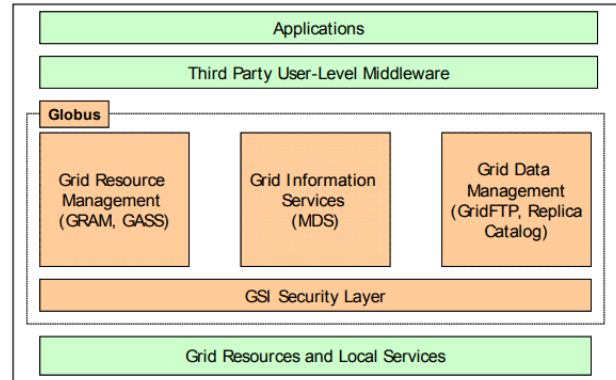 Applications
Third Party User-Level Middleware
Globus
Grid Resource
Management
(GRAM, GASS)
Grid Information
Services
(MDS)
Grid Data
Management
(GridFTP, Replica
Catalog)
GSI Security Layer
Grid Resources and Local Services